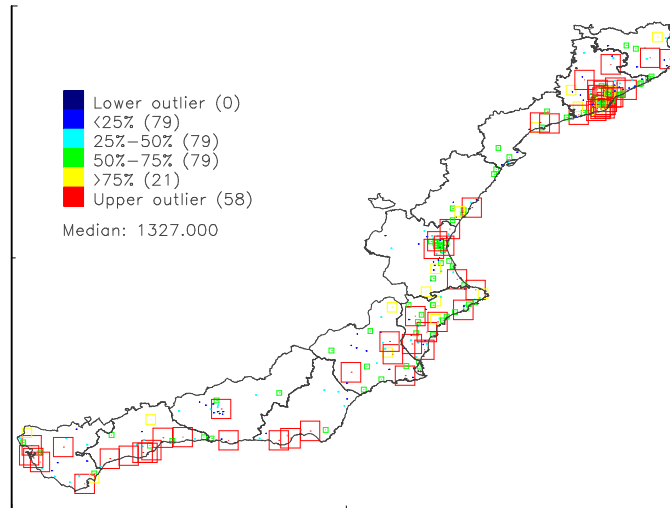 Lower outlier (0)
<25% (79)
25%-50% (79)
50%-75% (79)
>75% (21)
Upper outlier (58)
Median: 1327.000